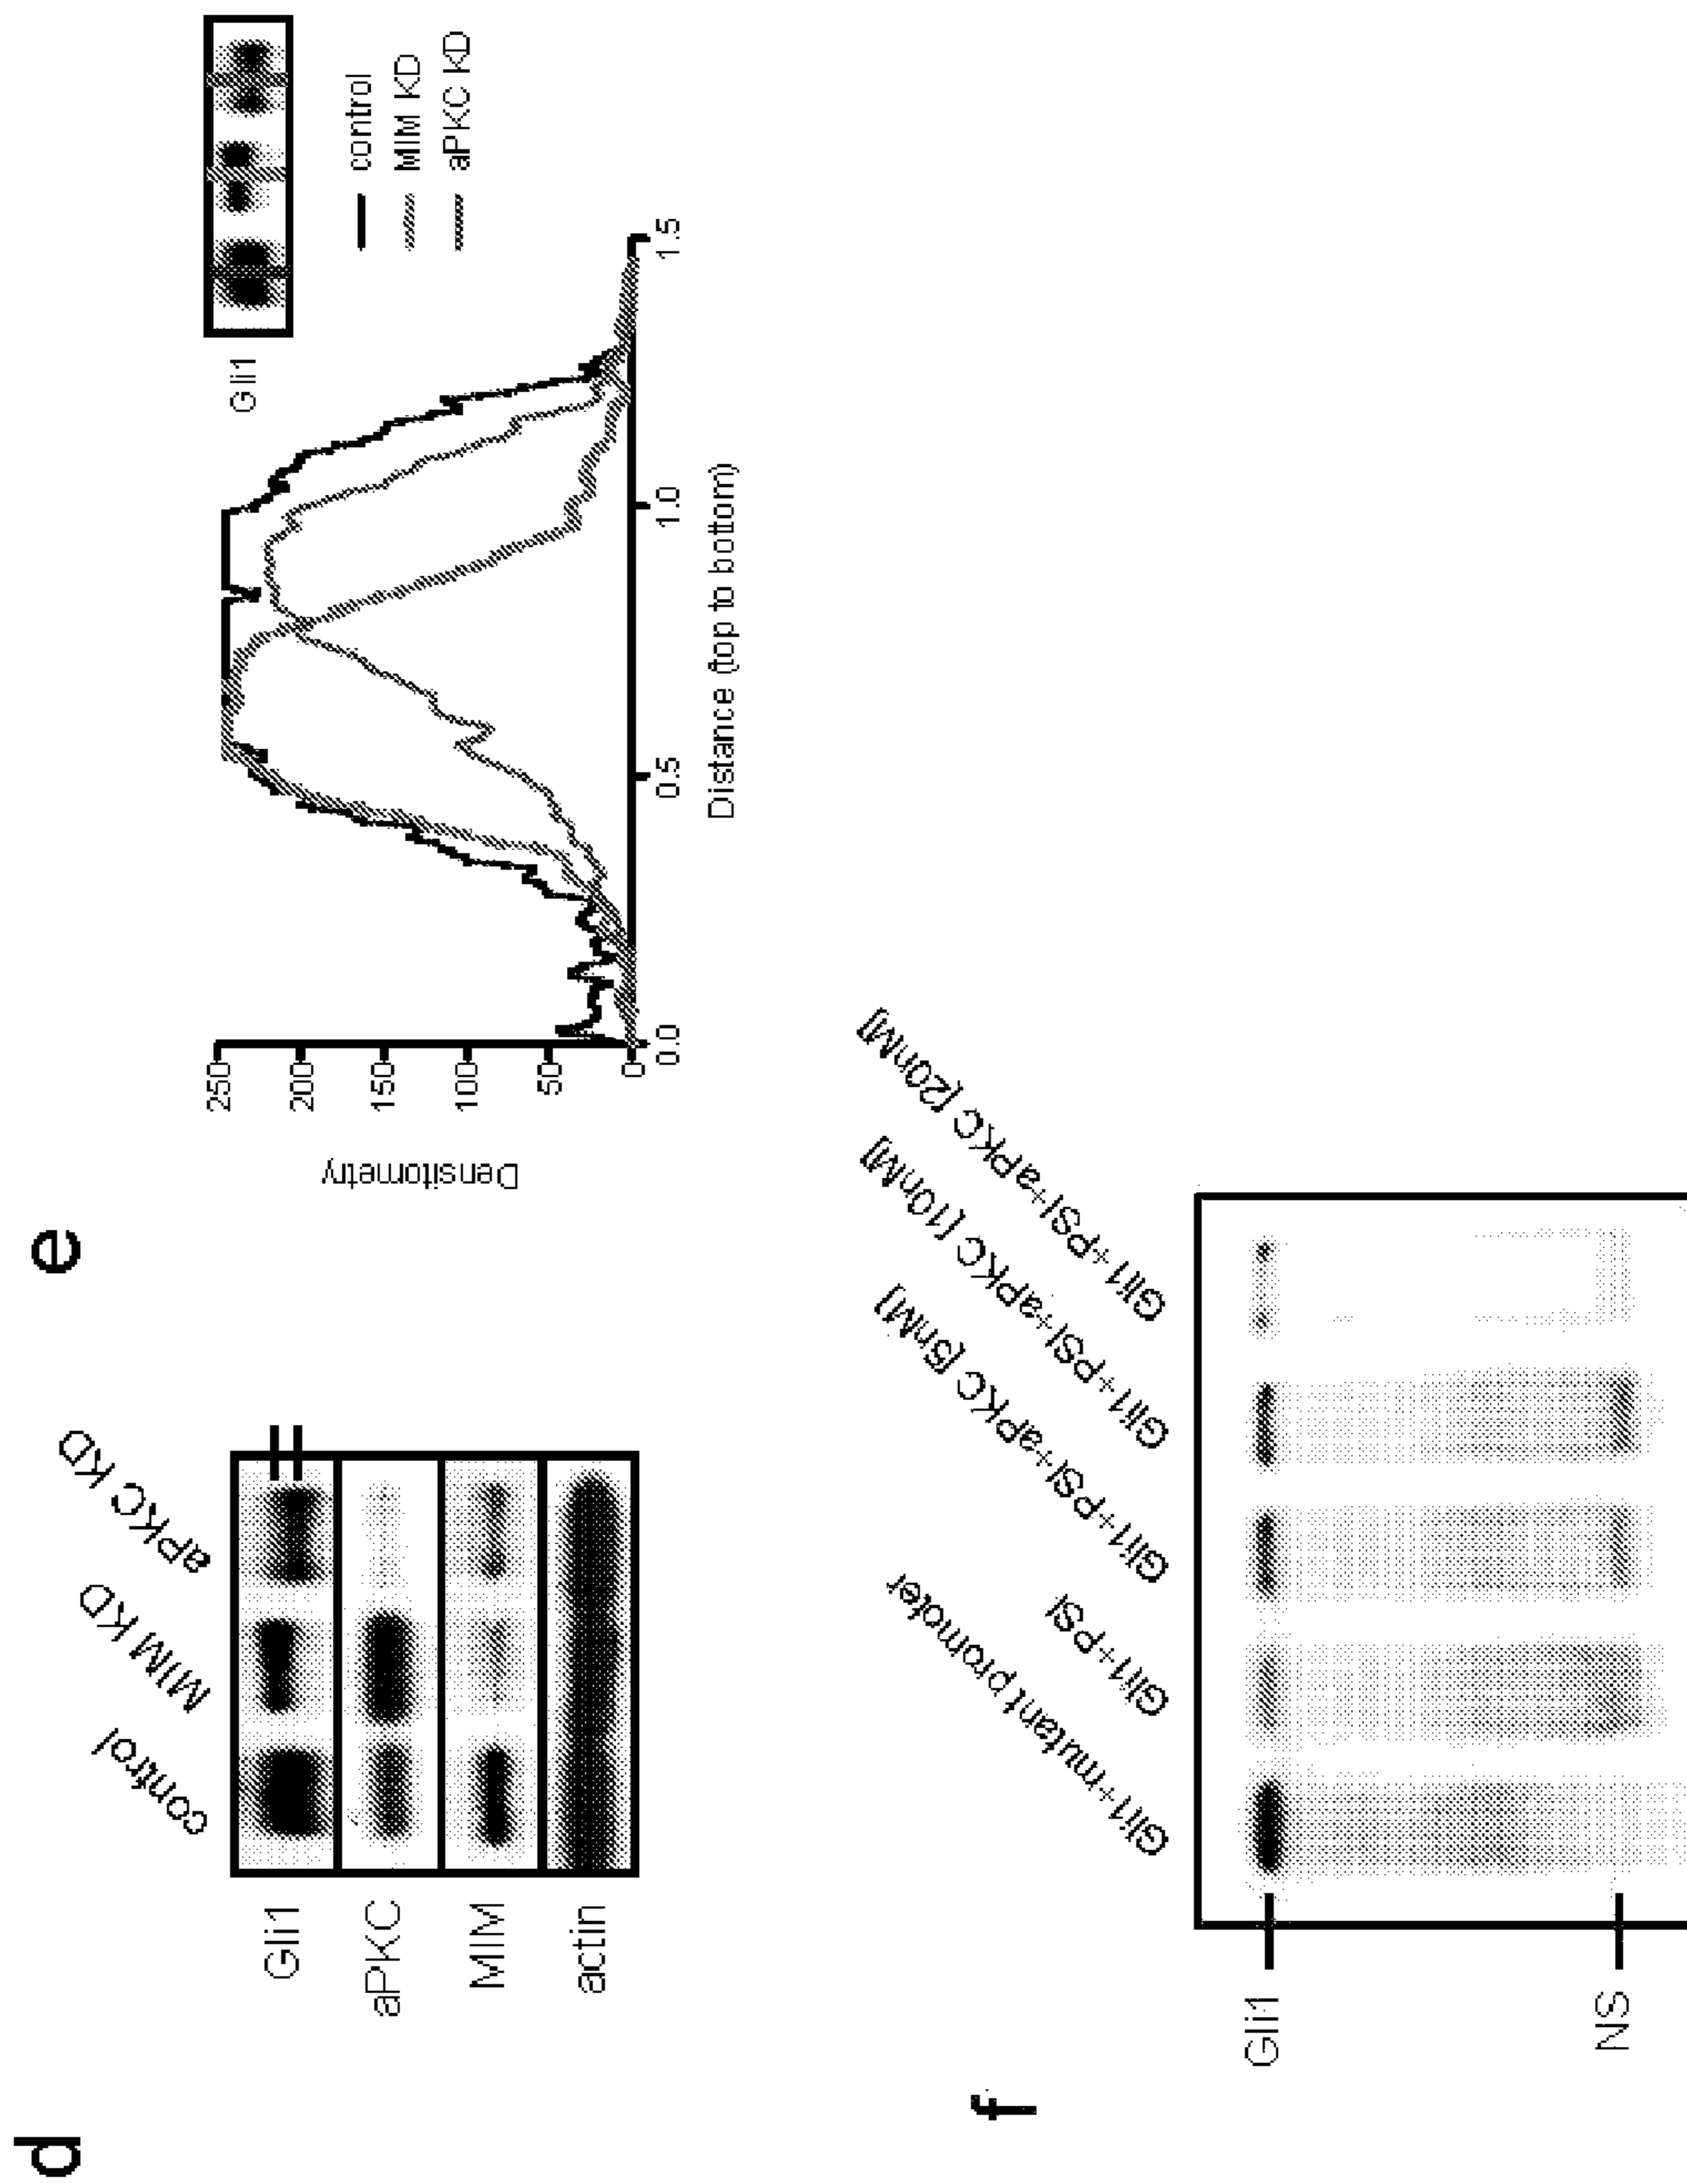 d
control
MIM KD
aPKC KD
Gli1
aPKC
MIM
actin
e
Densitometry
250
200
150
100
50
0
0.0
0.5
1.0
1.5
Distance (top to bottom)
Gli1
control
MIM KD
aPKC KD
f
Gli1+mutant promoter
Gli1+PSI
Gli1+PSI+aPKC [5nM]
Gli1+PSI+aPKC [10nM]
Gli1+PSI+aPKC [20nM]
Gli1
NS